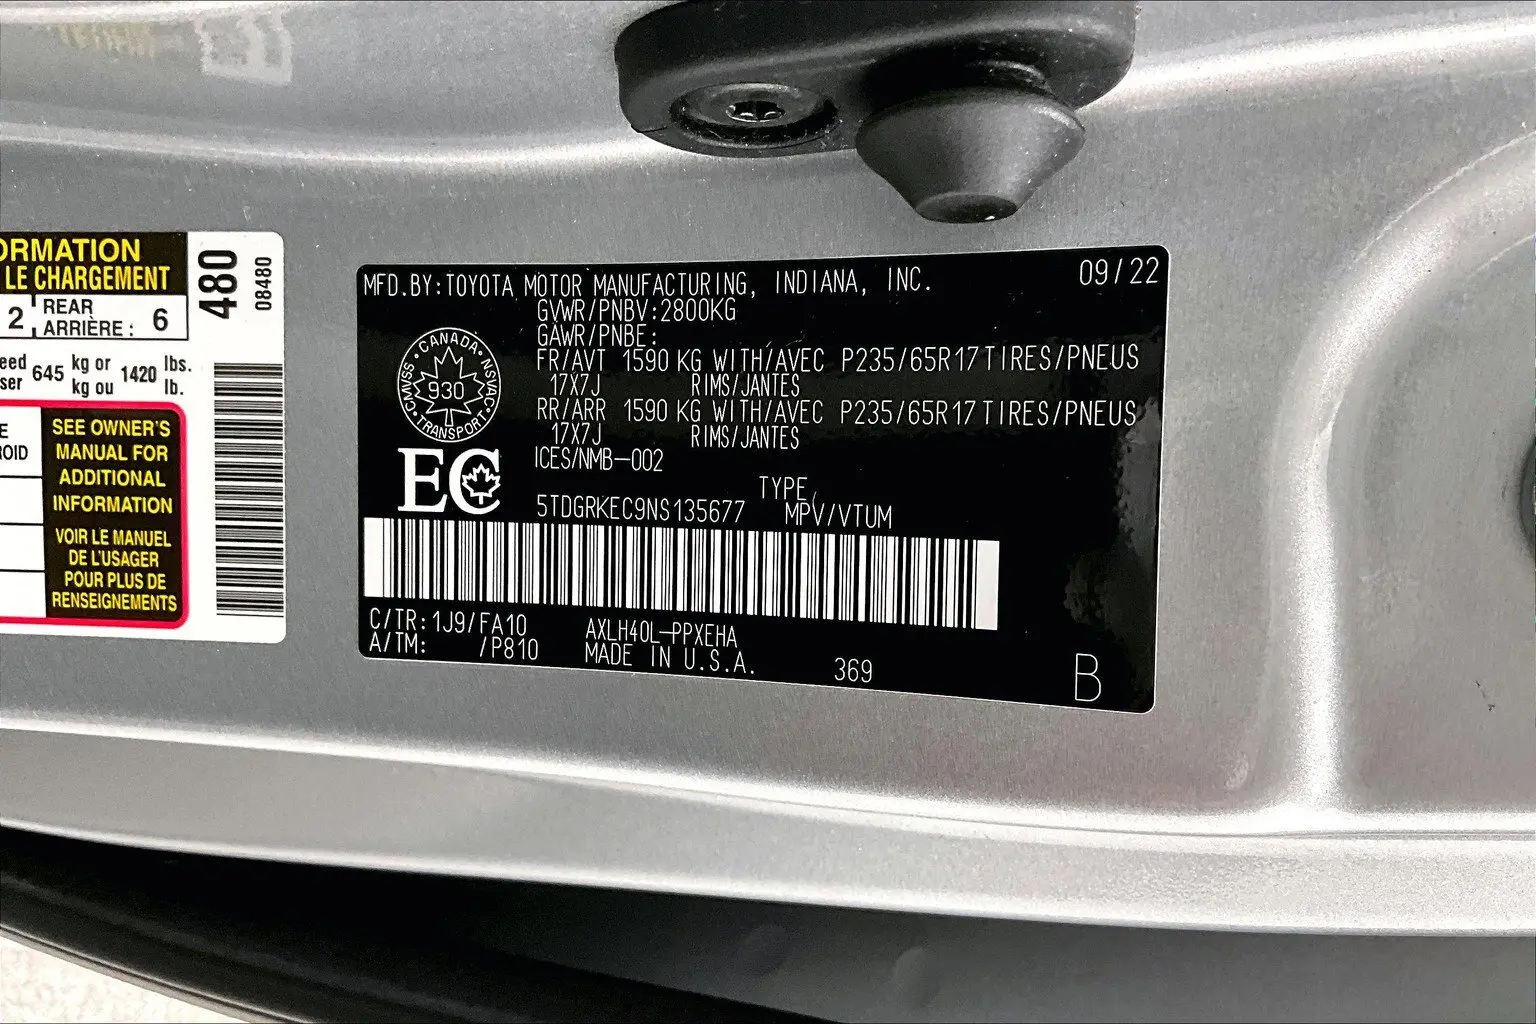 ORMATION
LE CHARGEMENT
2 REAR ARRIÈRE : 6
eed
ser 645 kg or kg ou 1420 lbs. lb.
E
OID
SEE OWNER'S
MANUAL FOR
ADDITIONAL
INFORMATION
VOIR LE MANUEL
DE L'USAGER
POUR PLUS DE
RENSEIGNEMENTS
480
08480
MFD.BY:TOYOTA MOTOR MANUFACTURING, INDIANA, INC. 09/22
GVWR/PNBV:2800KG
GAWR/PNBE:
FR/AVT 1590 KG WITH/AVEC P235/65R17 TIRES/PNEUS
17X7J RIMS/JANTES
RR/ARR 1590 KG WITH/AVEC P235/65R17 TIRES/PNEUS
17X7J RIMS/JANTES
CANADA
930
CMVSS NSVAC
TRANSPORT
EC
ICES/NMB-002
TYPE
5TDGRKEC9NS135677 MPV/VTUM
C/TR: 1J9/FA10 AXLH40L-PPXEHA
A/TM: /P810 MADE IN U.S.A. 369
B